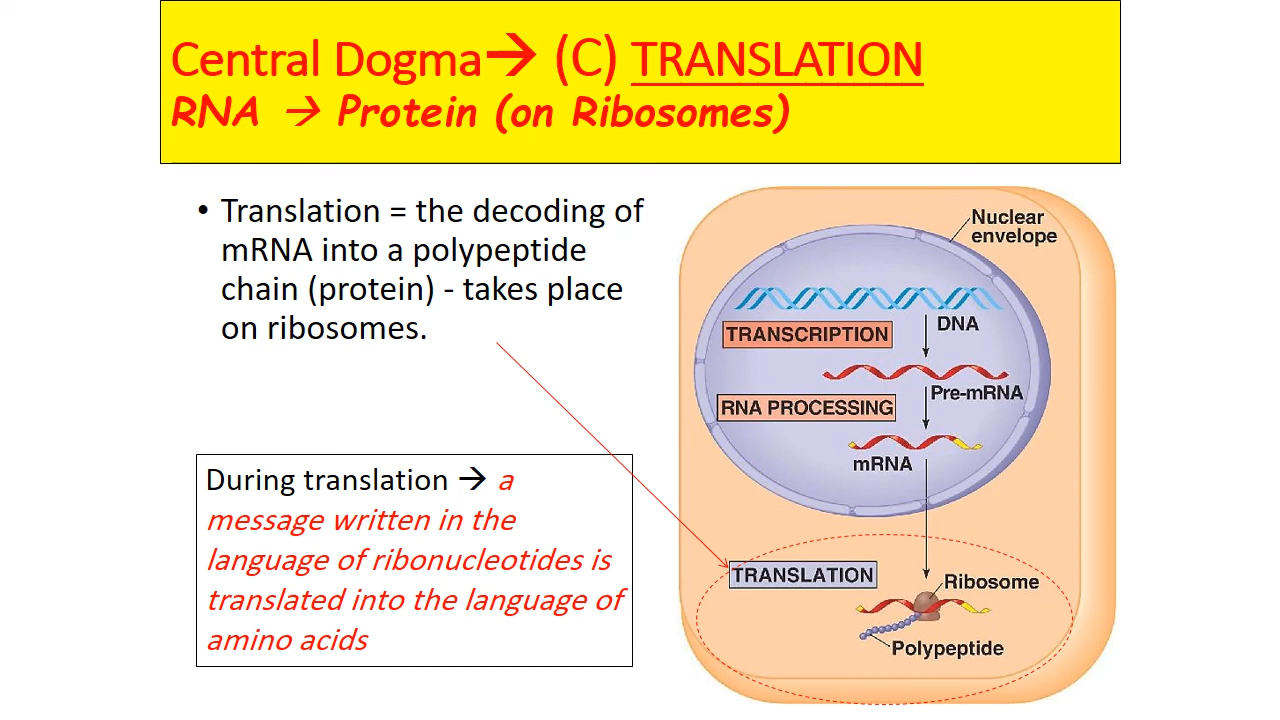 Central Dogma→ (C) TRANSLATION
RNA → Protein (on Ribosomes)
• Translation = the decoding of
mRNA into a polypeptide
chain (protein) - takes place
on ribosomes.
During translation → a
message written in the
language of ribonucleotides is
translated into the language of
amino acids
Nuclear
envelope
DNA
TRANSCRIPTION
Pre-mRNA
RNA PROCESSING
mRNA
TRANSLATION
Ribosome
Polypeptide